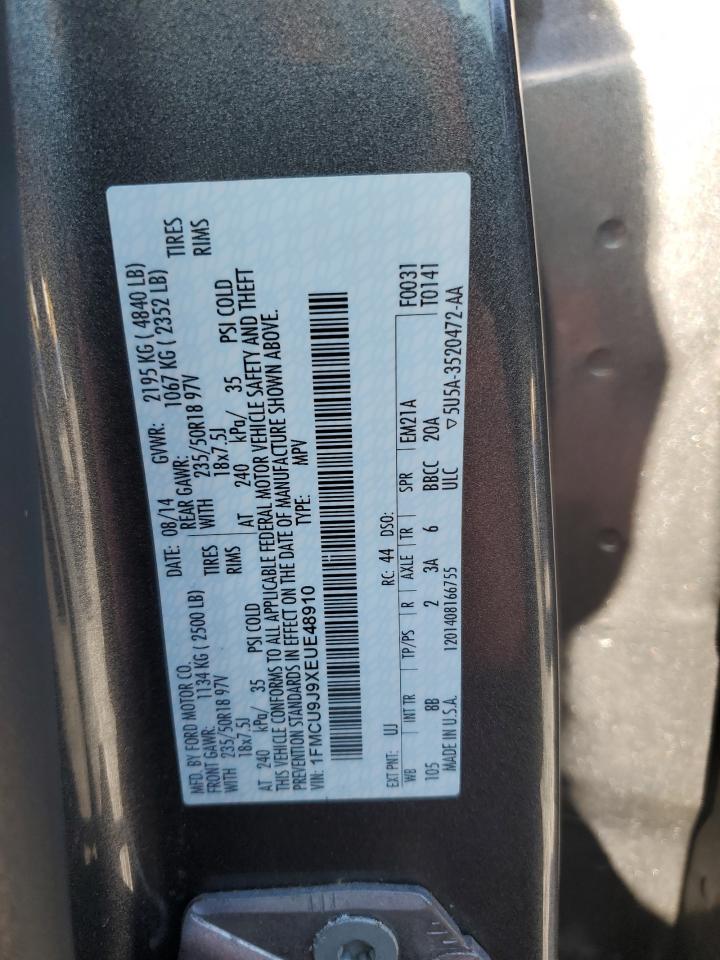 MFD. BY FORD MOTOR CO. DATE: 08/14 GVWR: 2195 KG ( 4840 LB)
FRONT GAWR: 1134 KG ( 2500 LB) REAR GAWR: 1067 KG ( 2352 LB)
WITH 235/50R18 97V TIRES WITH 235/50R18 97V TIRES
18x7.5J RIMS 18x7.5J RIMS
AT 240 kPa/ 35 PSI COLD AT 240 kPa/ 35 PSI COLD
THIS VEHICLE CONFORMS TO ALL APPLICABLE FEDERAL MOTOR VEHICLE SAFETY AND THEFT
PREVENTION STANDARDS IN EFFECT ON THE DATE OF MANUFACTURE SHOWN ABOVE.
VIN: 1FMCU9J9XEUE48910 TYPE: MPV
EXT PNT: UJ RC: 44 DSO: F0031
WB INT TR TP/PS R AXLE TR SPR EM21A T0141
105 8B 2 3A 6 BBCC 20A
MADE IN U.S.A. 1201408166755 ULC ▽5U5A-3520472-AA